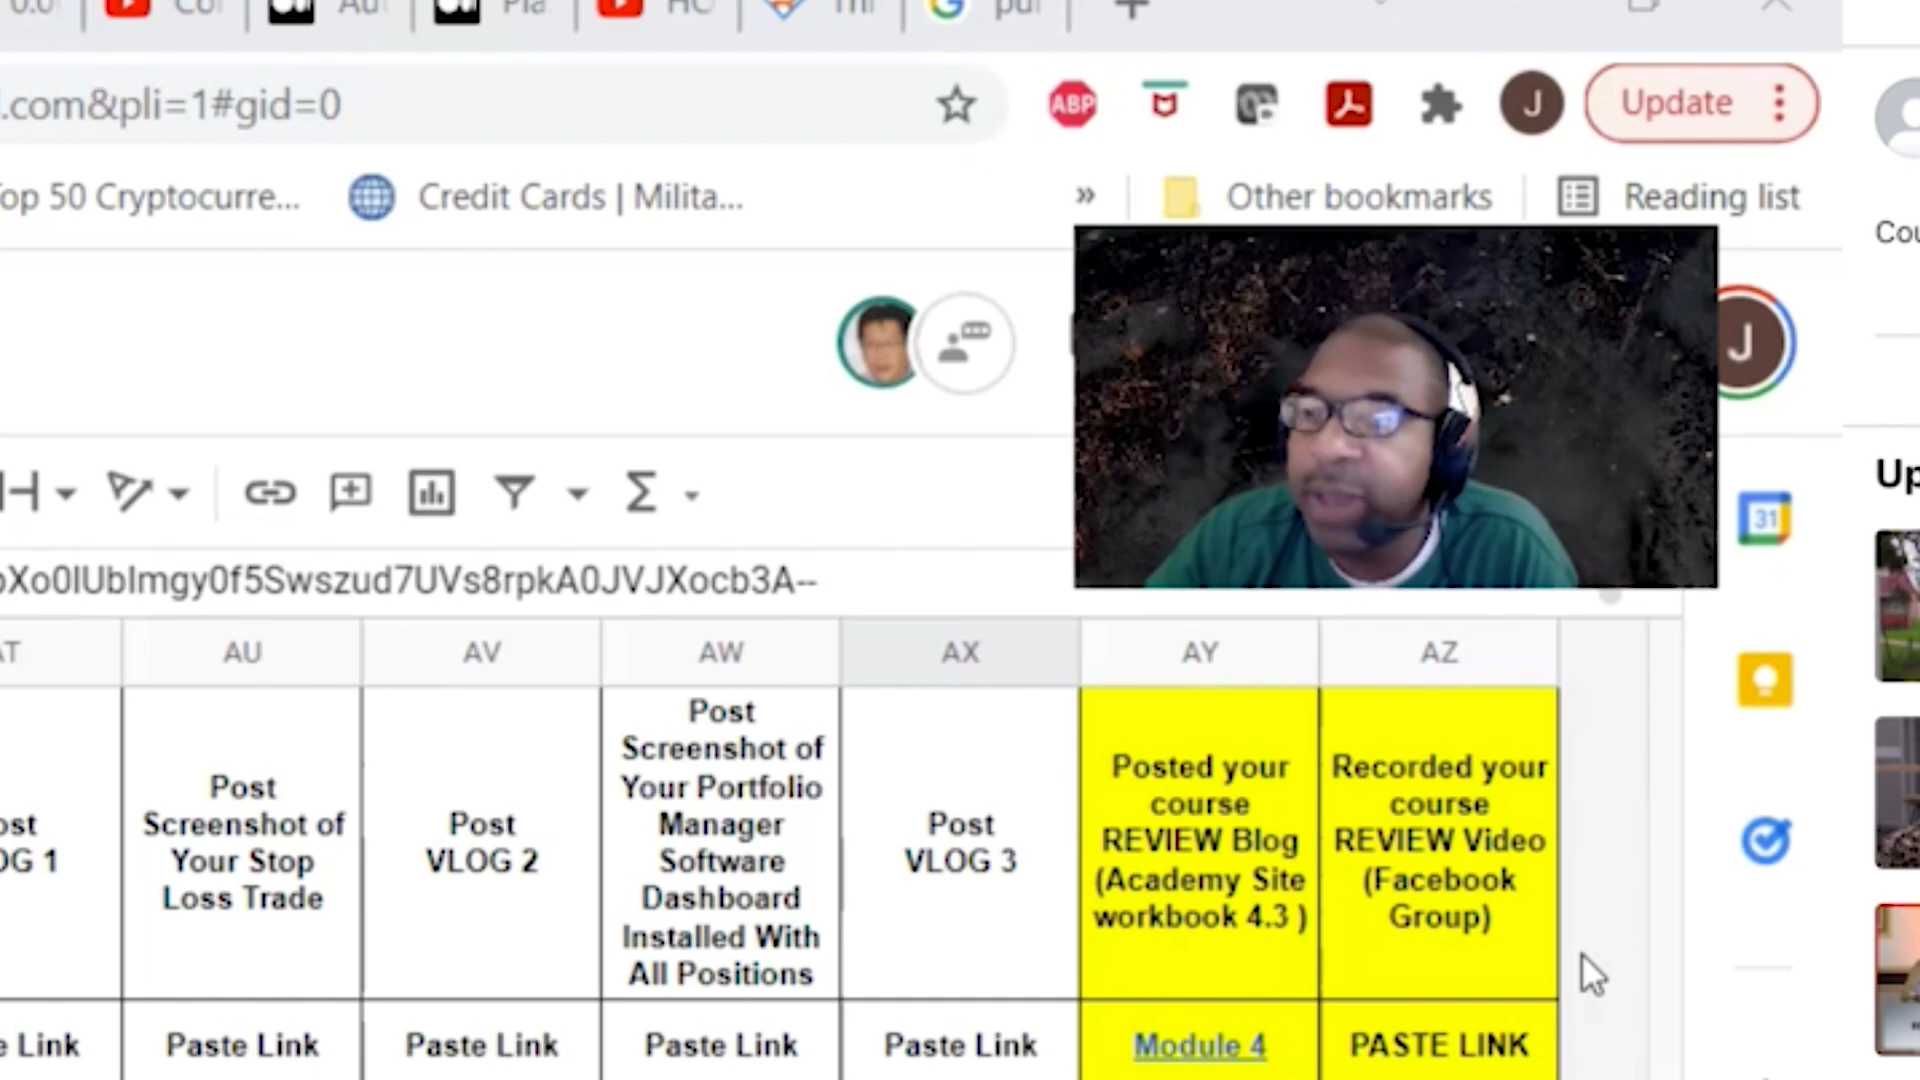 .com&pli=1#gid=0
ABP
J
Update
op 50 Cryptocurre...
Credit Cards | Milita...
»
Other bookmarks
Reading list
J
31
Xo0IUbImgy0f5Swszud7UVs8rpkA0JVJXocb3A--
AU
AV
AW
AX
AY
AZ
Post
Screenshot of
Your Stop
Loss Trade
Post
VLOG 2
Post
Screenshot of
Your Portfolio
Manager
Software
Dashboard
Installed With
All Positions
Post
VLOG 3
Posted your
course
REVIEW Blog
(Academy Site
workbook 4.3 )
Recorded your
course
REVIEW Video
(Facebook
Group)
Link
Paste Link
Paste Link
Paste Link
Paste Link
Module 4
PASTE LINK